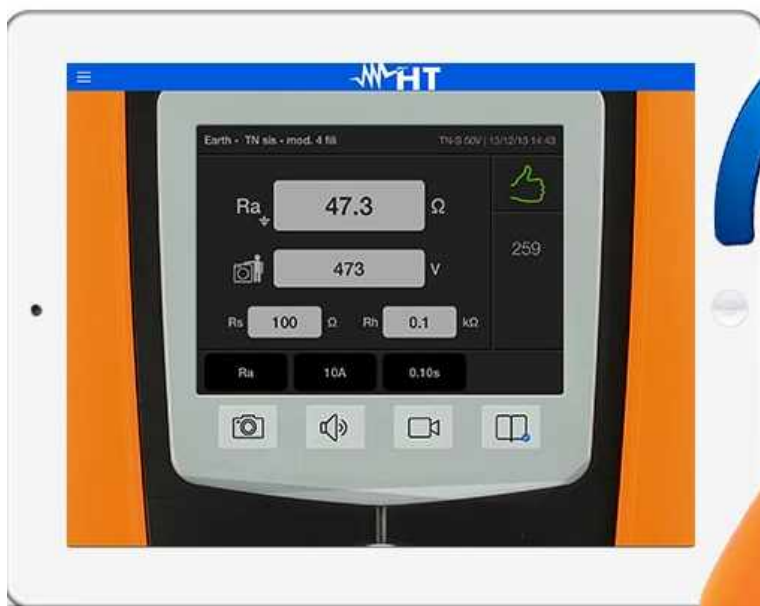 HT
Earth - TN sis - mod. 4 fili TN-S 50V | 13/12/13 14:43
Ra 47.3 Ω
473 V
259
Rs 100 Ω Rh 0.1 kΩ
Ra 10A 0.10s